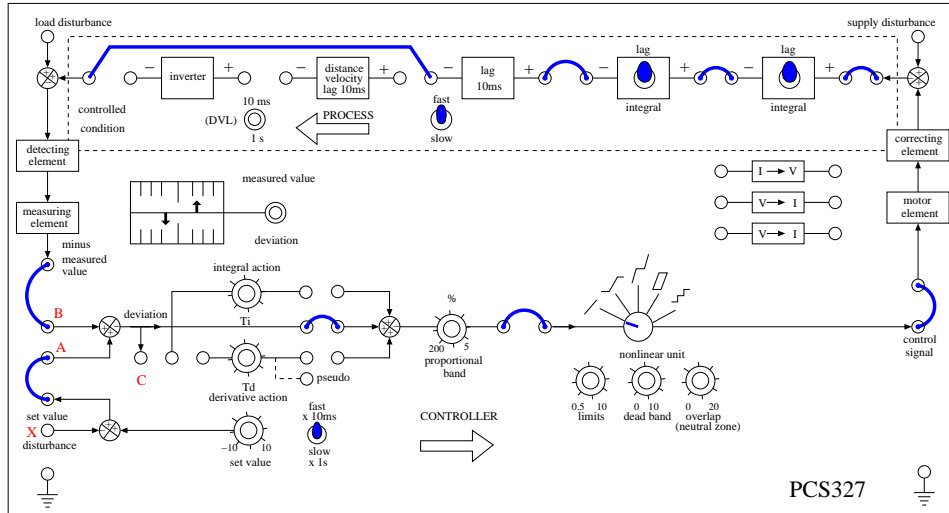 load disturbance
supply disturbance
lag
lag
− inverter +
− distance velocity lag 10ms +
− lag 10ms +
− +
− +
integral
integral
controlled
condition
10 ms
(DVL)
1 s
PROCESS
fast
slow
detecting
element
correcting
element
measuring
element
motor
element
I → V
V → I
V → I
measured value
deviation
minus
measured
value
integral action
Ti
B
deviation
A
C
Td
derivative action
pseudo
%
200 5
proportional
band
nonlinear unit
0.5 10
limits
0 10
dead band
0 20
overlap
(neutral zone)
control
signal
set value
X
disturbance
−10 10
set value
fast
x 10ms
slow
x 1s
CONTROLLER
PCS327